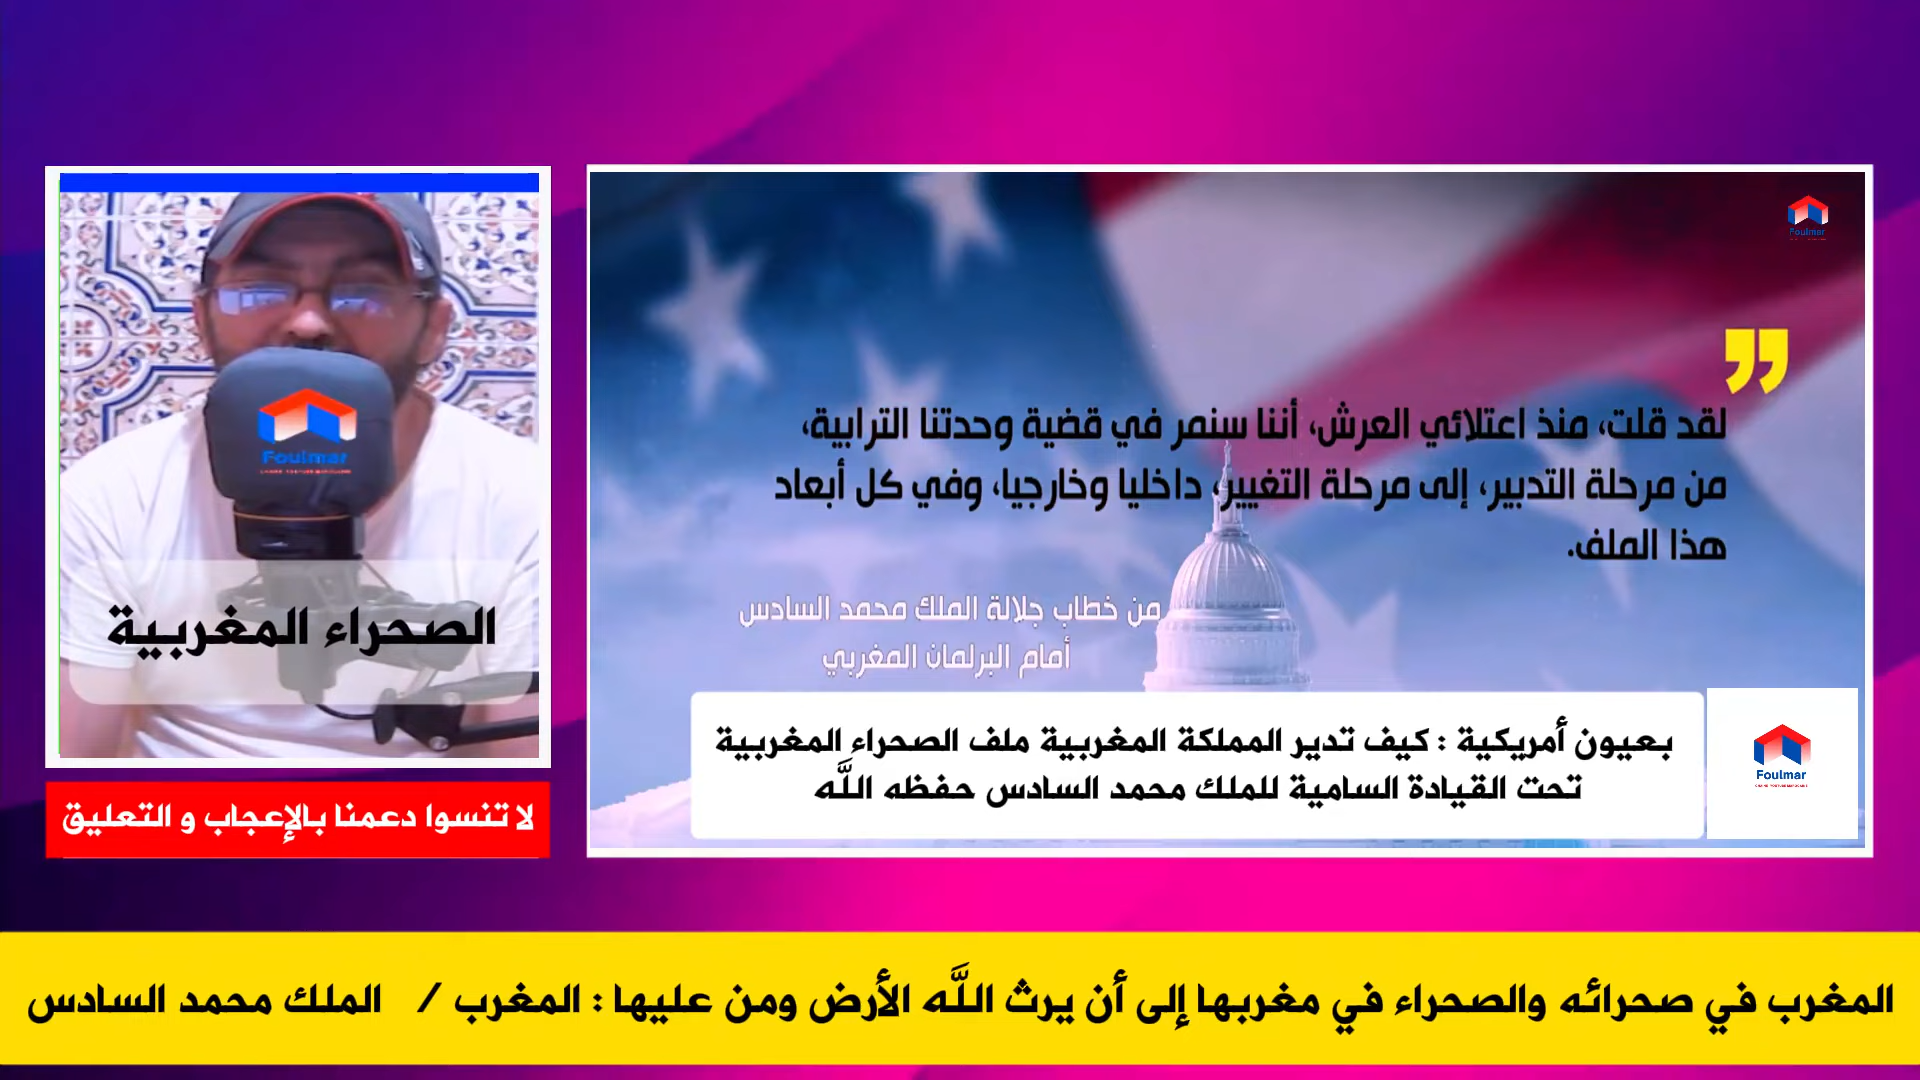 Foulmar
لقد قلت، منذ اعتلائي العرش، أننا سنمر في قضية وحدتنا الترابية،
من مرحلة التدبير، إلى مرحلة التغيير، داخليا وخارجيا، وفي كل أبعاد
هذا الملف.
من خطاب جلالة الملك محمد السادس
أمام البرلمان المغربي
بعيون أمريكية : كيف تدير المملكة المغربية ملف الصحراء المغربية
تحت القيادة السامية للملك محمد السادس حفظه اللَّه
Foulmar
Foulmar
الصحراء المغربية
لا تنسوا دعمنا بالإعجاب و التعليق
المغرب في صحرائه والصحراء في مغربها إلى أن يرث اللَّه الأرض ومن عليها : المغرب / الملك محمد السادس